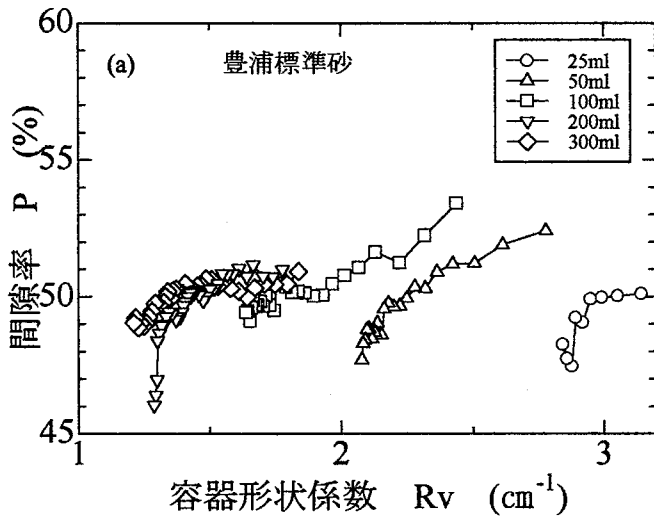 60
(a) 豊浦標準砂
25ml
50ml
100ml
200ml
300ml
間隙率 P (%)
55
50
45
1 2 3
容器形状係数 Rv (cm⁻¹)